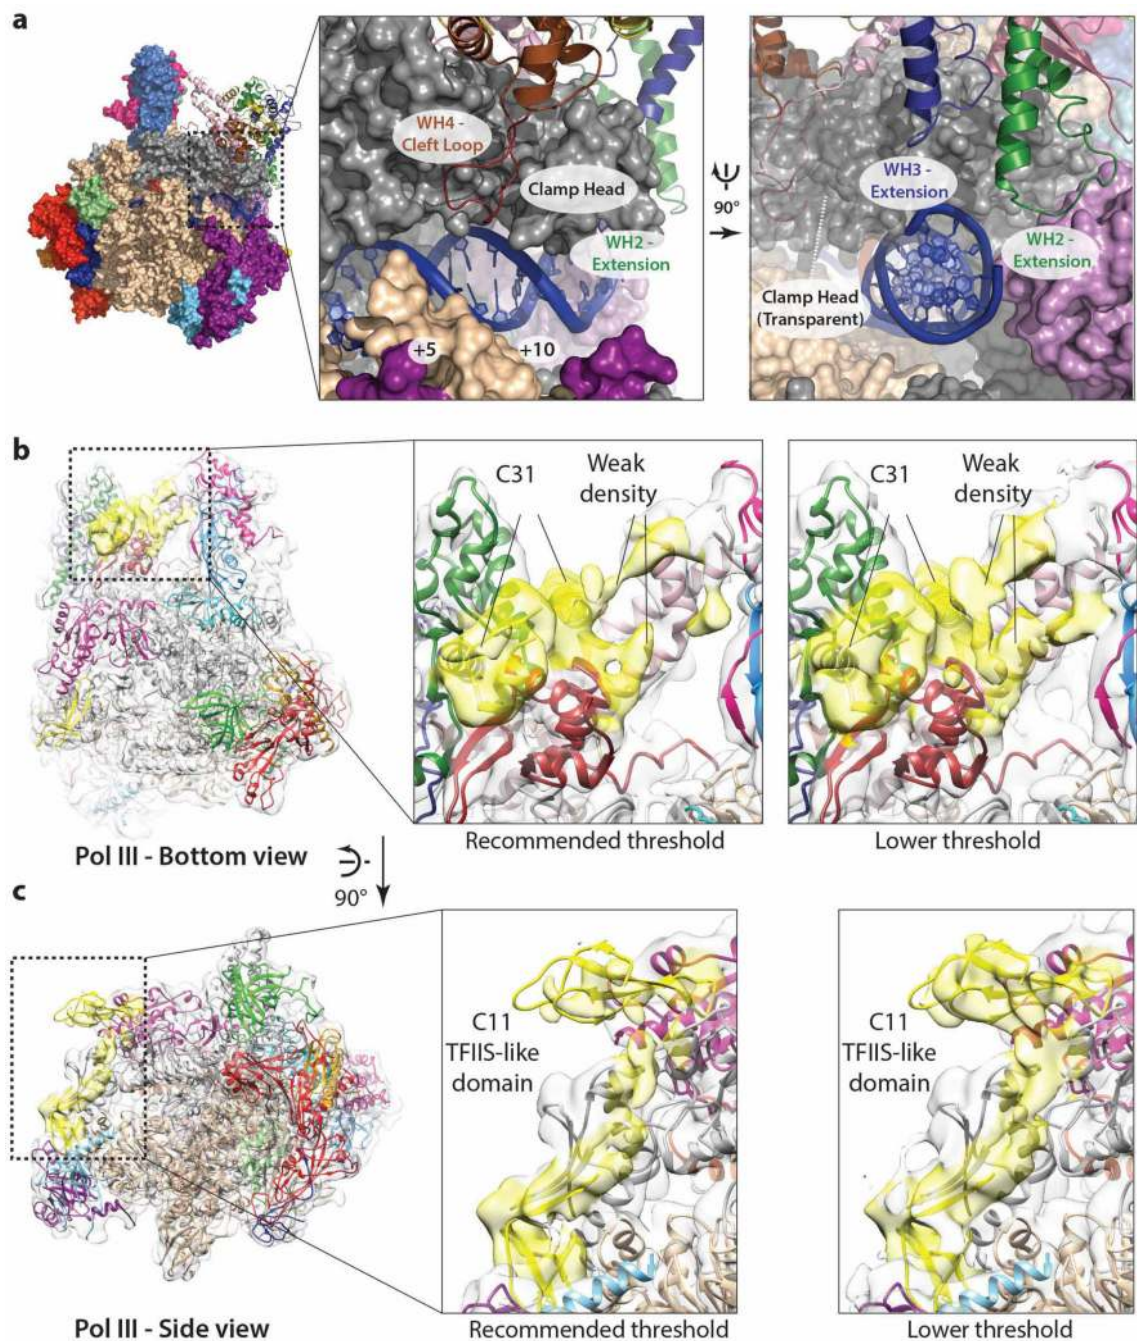 a
WH4 -
Cleft Loop
Clamp Head
WH2 -
Extension
+5
+10
90°
WH3 -
Extension
WH2 -
Extension
Clamp Head
(Transparent)
b
C31
Weak
density
C31
Weak
density
Pol III - Bottom view
Recommended threshold
Lower threshold
90°
c
C11
TFIIS-like
domain
C11
TFIIS-like
domain
Pol III - Side view
Recommended threshold
Lower threshold